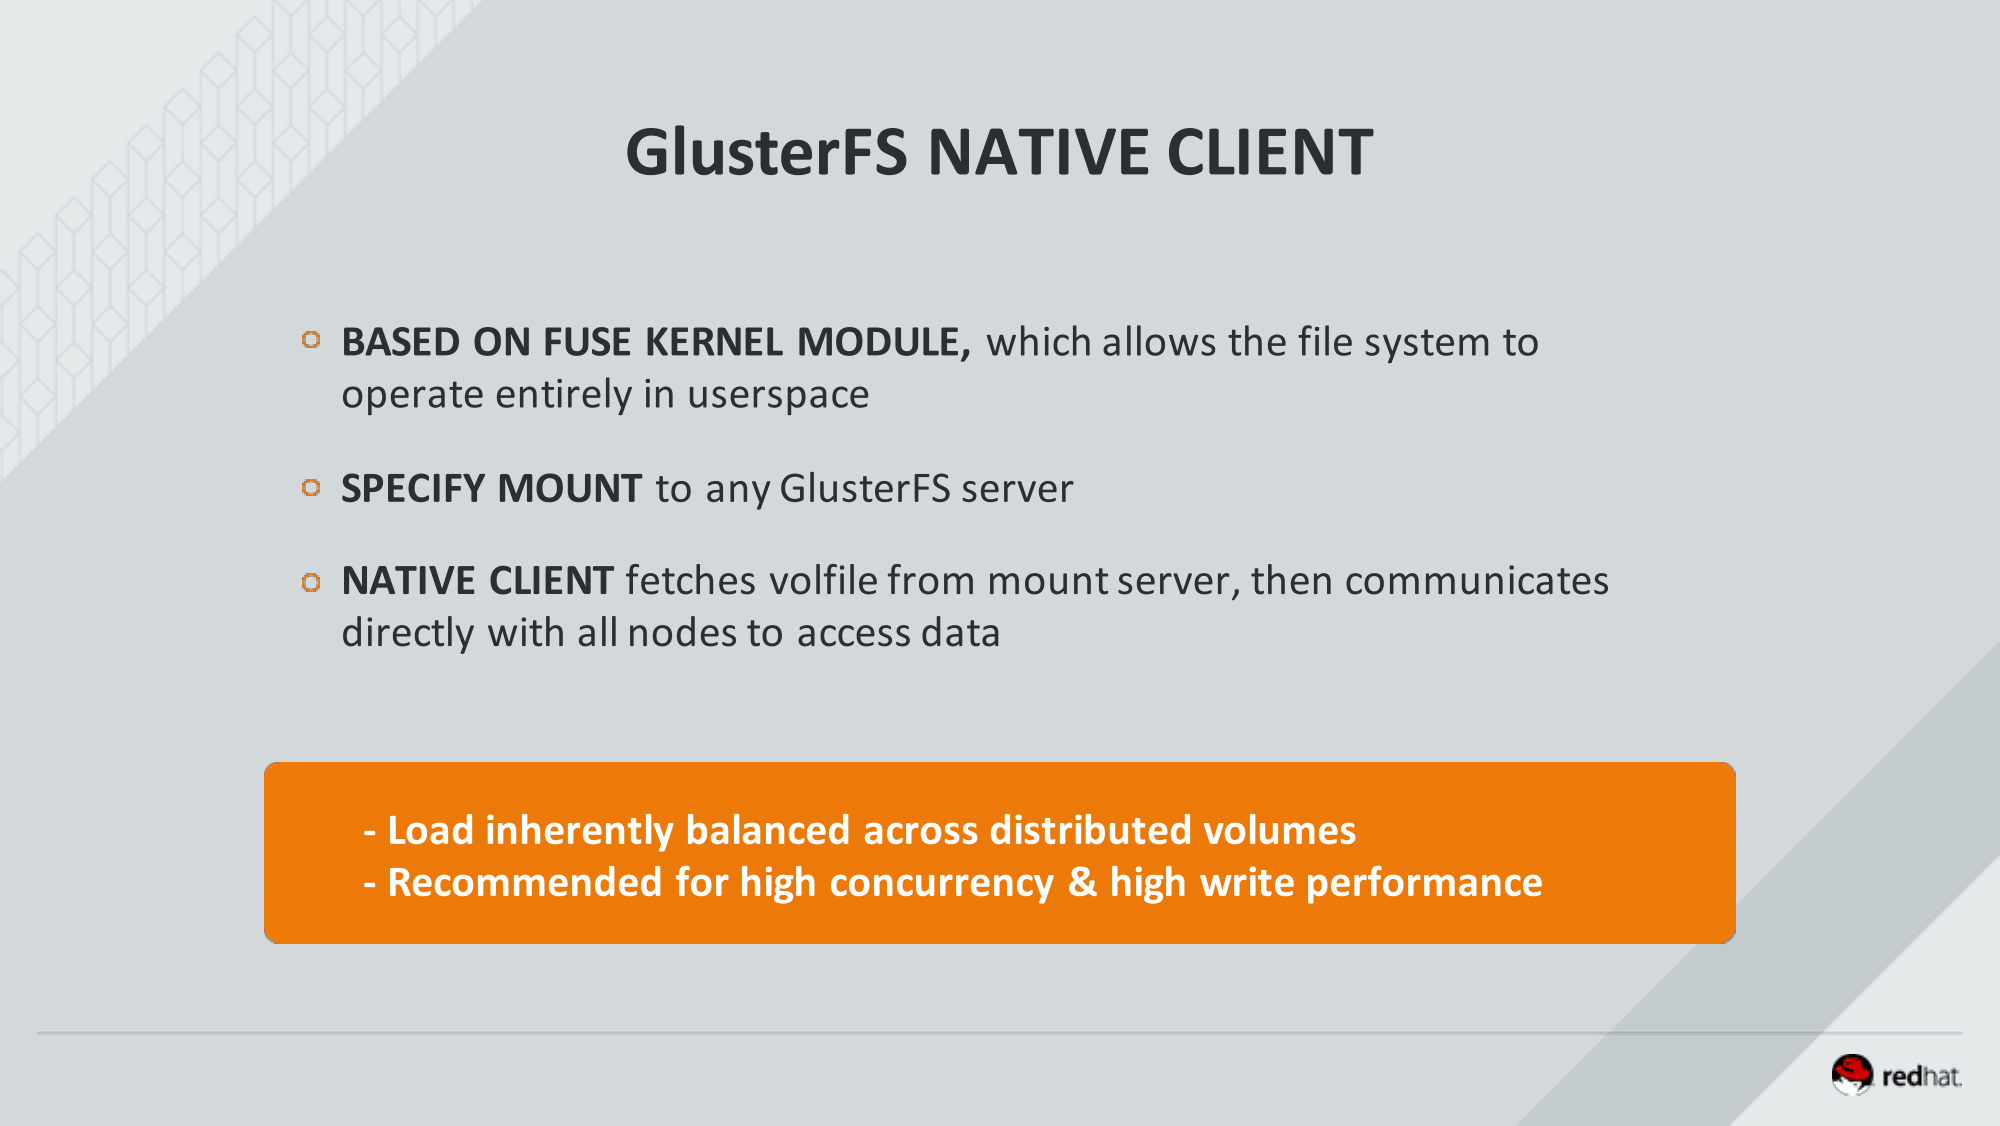 GlusterFS NATIVE CLIENT
BASED ON FUSE KERNEL MODULE, which allows the file system to
operate entirely in userspace
SPECIFY MOUNT to any GlusterFS server
NATIVE CLIENT fetches volfile from mount server, then communicates
directly with all nodes to access data
- Load inherently balanced across distributed volumes
- Recommended for high concurrency & high write performance
redhat.